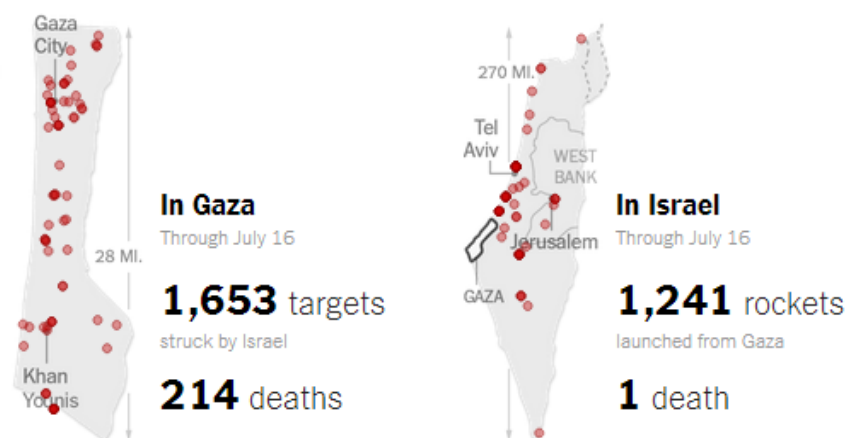 Gaza
City
28 MI.
Khan
Younis
In Gaza
Through July 16
1,653 targets
struck by Israel
214 deaths
270 MI.
Tel
Aviv
WEST
BANK
Jerusalem
GAZA
In Israel
Through July 16
1,241 rockets
launched from Gaza
1 death